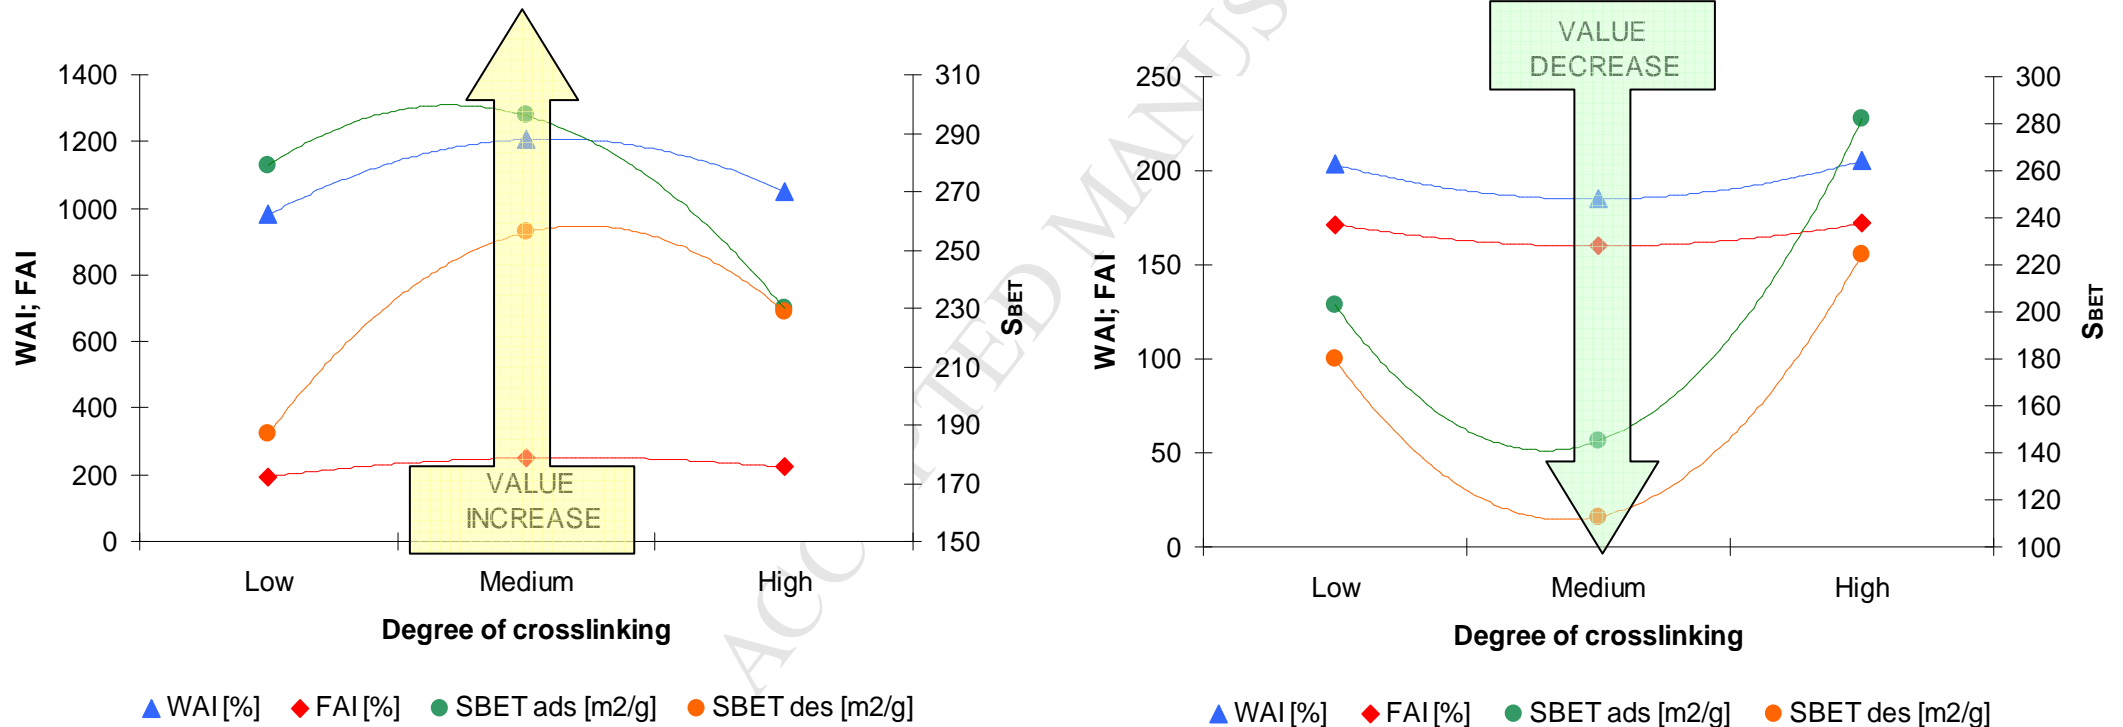 1400
1200
1000
800
600
400
200
0
WAI; FAI
310
290
270
250
230
210
190
170
150
SBET
VALUE
INCREASE
Low Medium High
Degree of crosslinking
WAI [%] FAI [%] SBET ads [m2/g] SBET des [m2/g]
VALUE
DECREASE
250
200
150
100
50
0
WAI; FAI
300
280
260
240
220
200
180
160
140
120
100
SBET
Low Medium High
Degree of crosslinking
WAI [%] FAI [%] SBET ads [m2/g] SBET des [m2/g]
PTED MANUS